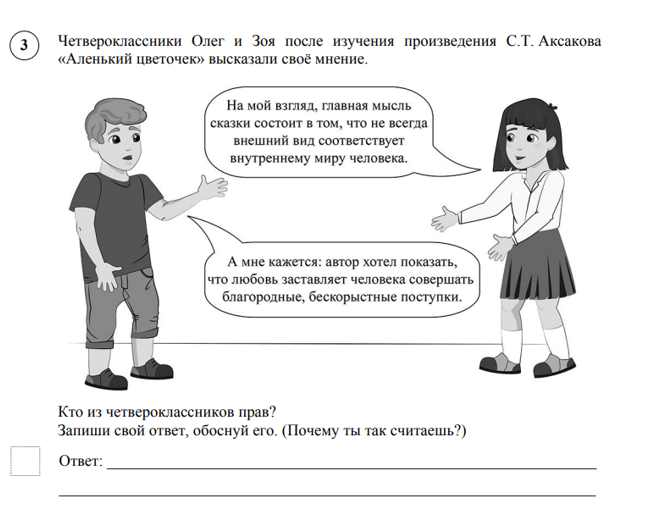 3
Четвероклассники Олег и Зоя после изучения произведения С.Т. Аксакова
«Аленький цветочек» высказали своё мнение.
На мой взгляд, главная мысль
сказки состоит в том, что не всегда
внешний вид соответствует
внутреннему миру человека.
А мне кажется: автор хотел показать,
что любовь заставляет человека совершать
благородные, бескорыстные поступки.
Кто из четвероклассников прав?
Запиши свой ответ, обоснуй его. (Почему ты так считаешь?)
Ответ: